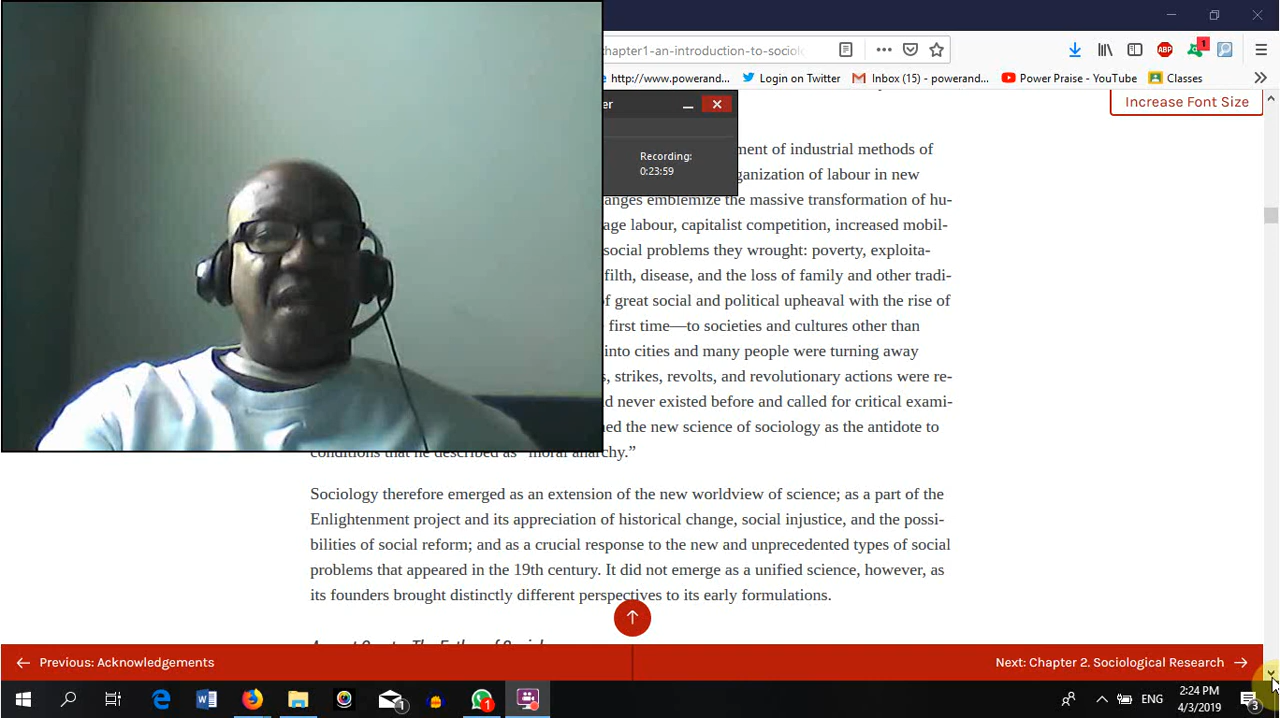 chapter1-an-introduction-to-sociol
http://www.powerand... Login on Twitter Inbox (15) - powerand... Power Praise - YouTube Classes
Increase Font Size
er
Recording:
0:23:59
ment of industrial methods of
ganization of labour in new
anges emblemize the massive transformation of hu-
age labour, capitalist competition, increased mobil-
social problems they wrought: poverty, exploita-
filth, disease, and the loss of family and other tradi-
of great social and political upheaval with the rise of
first time—to societies and cultures other than
into cities and many people were turning away
s, strikes, revolts, and revolutionary actions were re-
d never existed before and called for critical exami-
ned the new science of sociology as the antidote to
conditions that he described as “moral anarchy.”
Sociology therefore emerged as an extension of the new worldview of science; as a part of the
Enlightenment project and its appreciation of historical change, social injustice, and the possi-
bilities of social reform; and as a crucial response to the new and unprecedented types of social
problems that appeared in the 19th century. It did not emerge as a unified science, however, as
its founders brought distinctly different perspectives to its early formulations.
Previous: Acknowledgements
Next: Chapter 2. Sociological Research
ENG
2:24 PM
4/3/2019